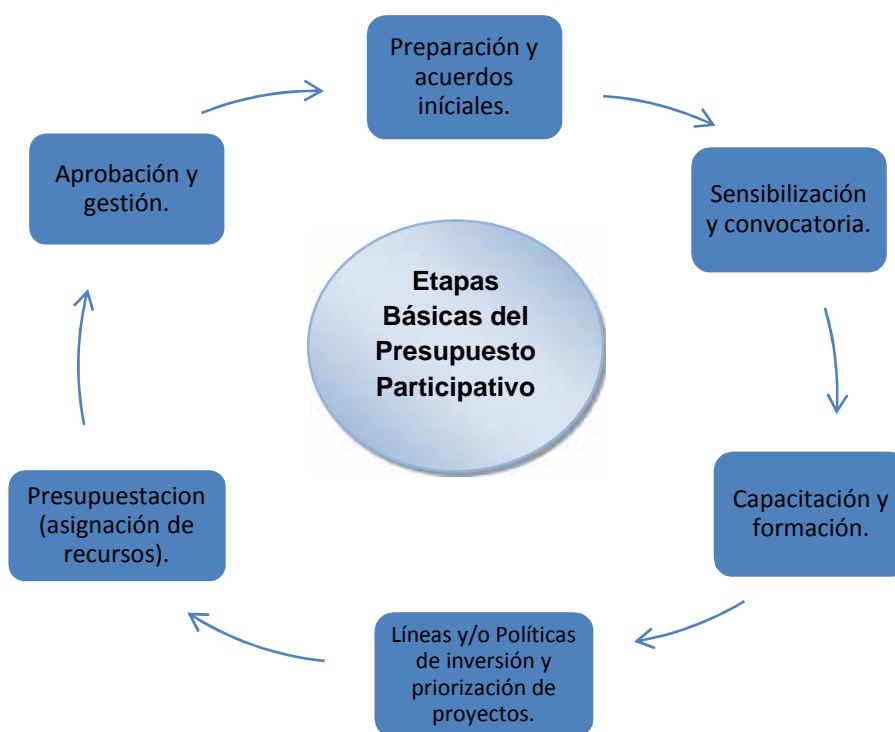 Preparación y
acuerdos
iníciales.
Sensibilización
y convocatoria.
Capacitación y
formación.
Líneas y/o Políticas
de inversión y
priorización de
proyectos.
Presupuestacion
(asignación de
recursos).
Aprobación y
gestión.
Etapas
Básicas del
Presupuesto
Participativo